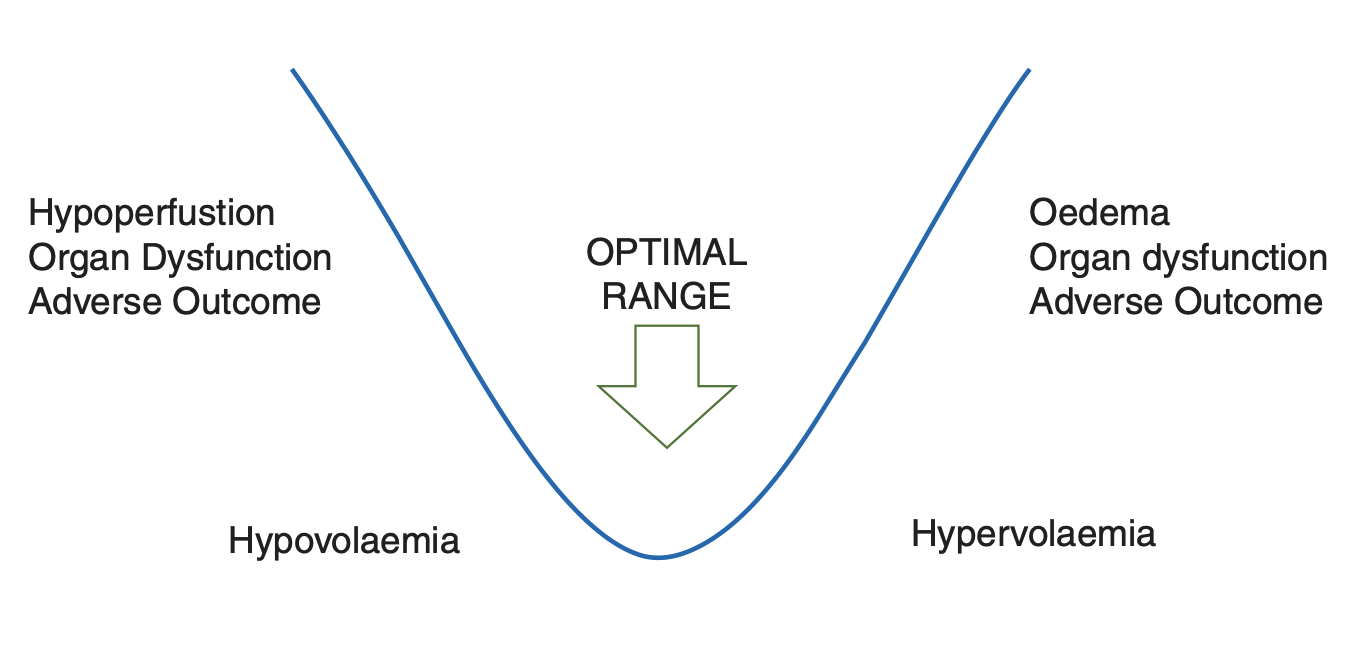 Hypoperfustion
Organ Dysfunction
Adverse Outcome
OPTIMAL
RANGE
Oedema
Organ dysfunction
Adverse Outcome
Hypovolaemia
Hypervolaemia